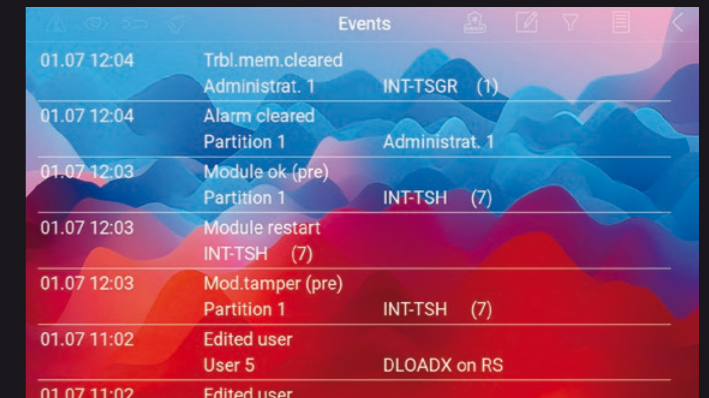 Events
01.07 12:04 Trbl.mem.cleared
Administrat. 1 INT-TSGR (1)
01.07 12:04 Alarm cleared
Partition 1 Administrat. 1
01.07 12:03 Module ok (pre)
Partition 1 INT-TSH (7)
01.07 12:03 Module restart
INT-TSH (7)
01.07 12:03 Mod.tamper (pre)
Partition 1 INT-TSH (7)
01.07 11:02 Edited user
User 5 DLOADX on RS
01.07 11:02 Edited user